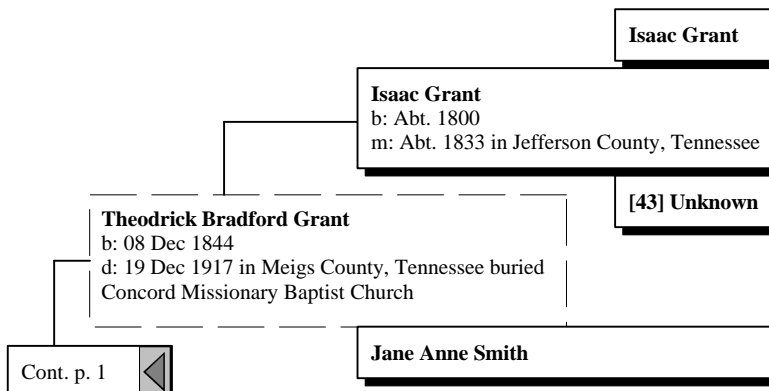 Isaac Grant
Isaac Grant
b: Abt. 1800
m: Abt. 1833 in Jefferson County, Tennessee
[43] Unknown
Theodrick Bradford Grant
b: 08 Dec 1844
d: 19 Dec 1917 in Meigs County, Tennessee buried
Concord Missionary Baptist Church
Jane Anne Smith
Cont. p. 1